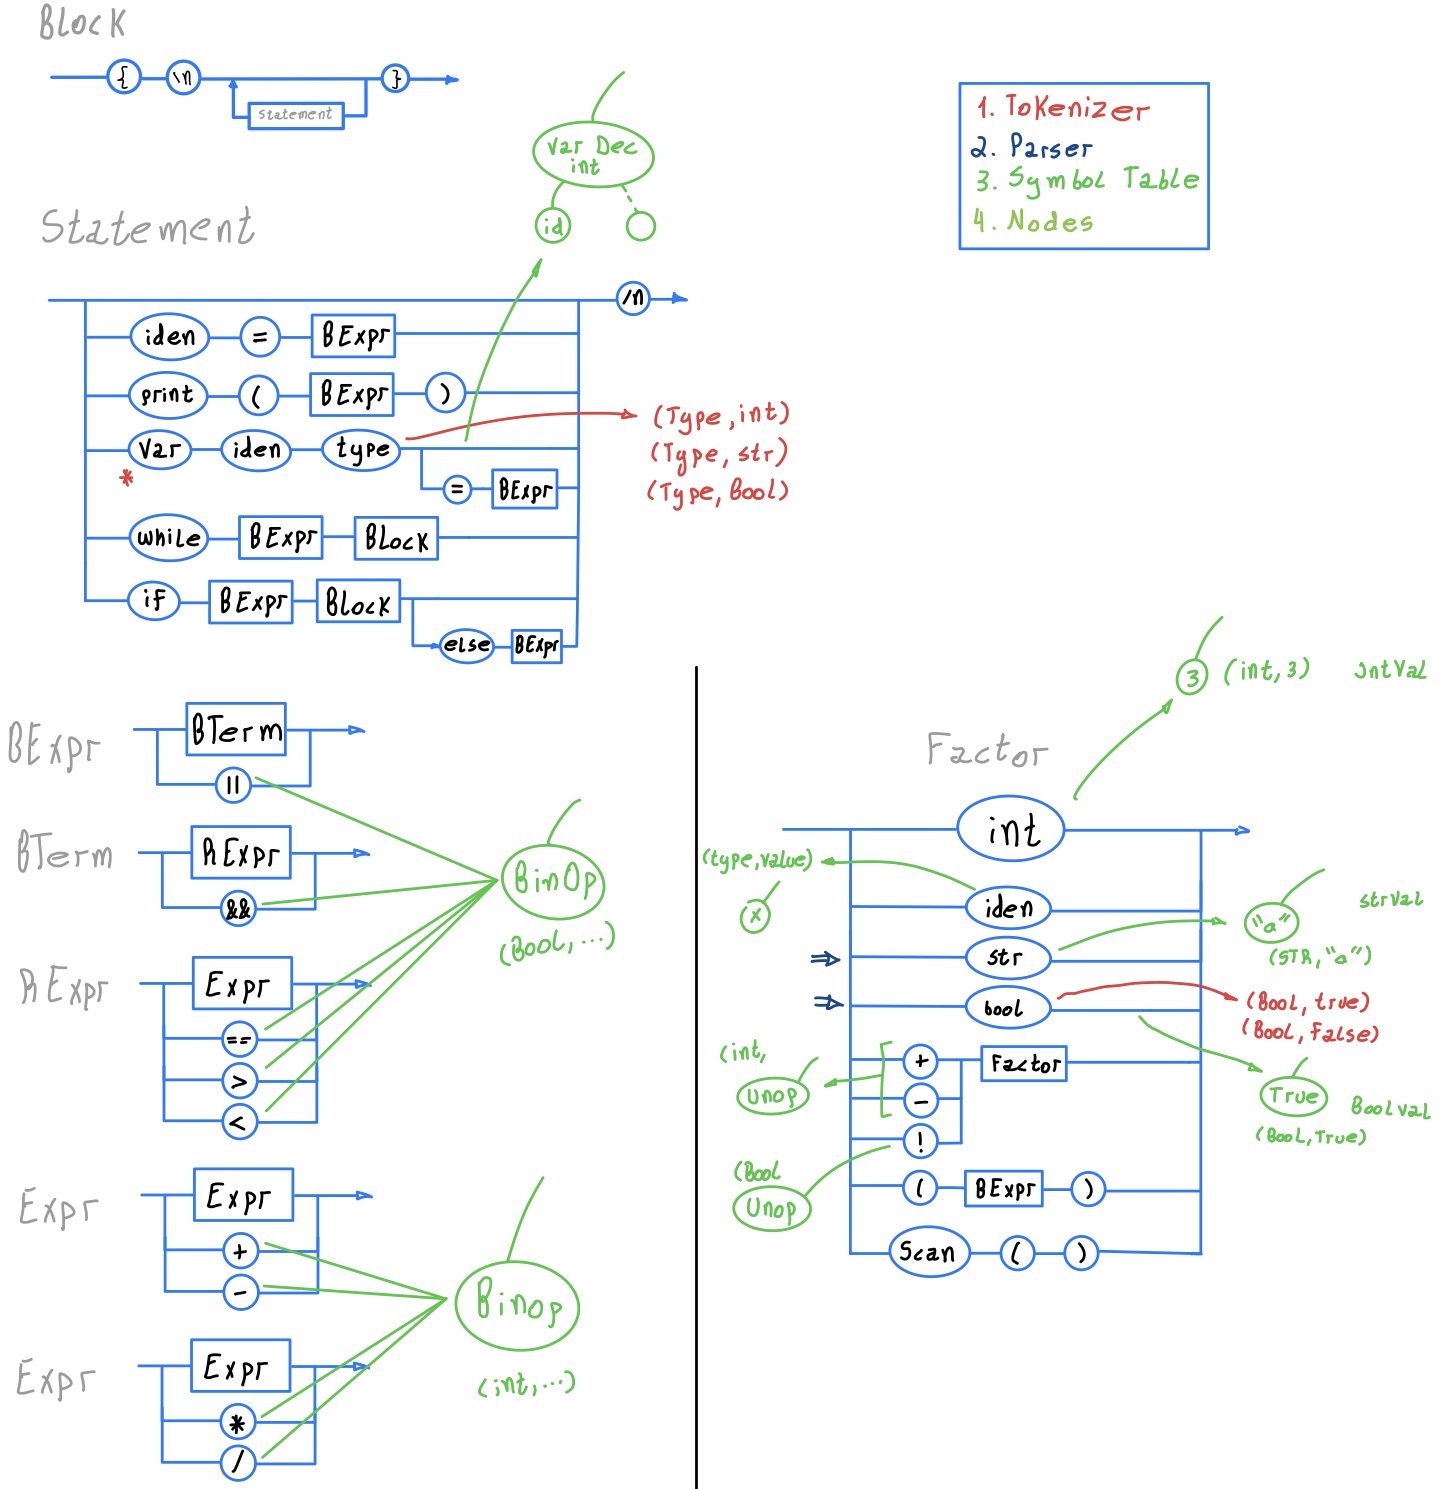 Block
{ \n }
Statement
1. Tokenizer
2. Parser
3. Symbol Table
4. Nodes
Var Dec
int
id
Statement
/n
iden = BExpr
print ( BExpr )
Var iden type
= BExpr
*
while BExpr Block
if BExpr Block
else BExpr
(Type, int)
(Type, str)
(Type, Bool)
BExpr
BTerm
||
BTerm
RExpr
&&
RExpr
Expr
==
>
<
BinOp
(Bool, ...)
Expr
Expr
+
-
Expr
Expr
*
/
Binop
(int, ...)
3 (int, 3) IntVal
Factor
int
(type, value)
x
iden
str
"a"
strVal
(STR, "a")
bool
(Bool, true)
(Bool, False)
True
Boolval
(Bool, True)
(int,
Unop
+ Factor
-
!
(Bool
Unop
( BExpr )
Scan ( )